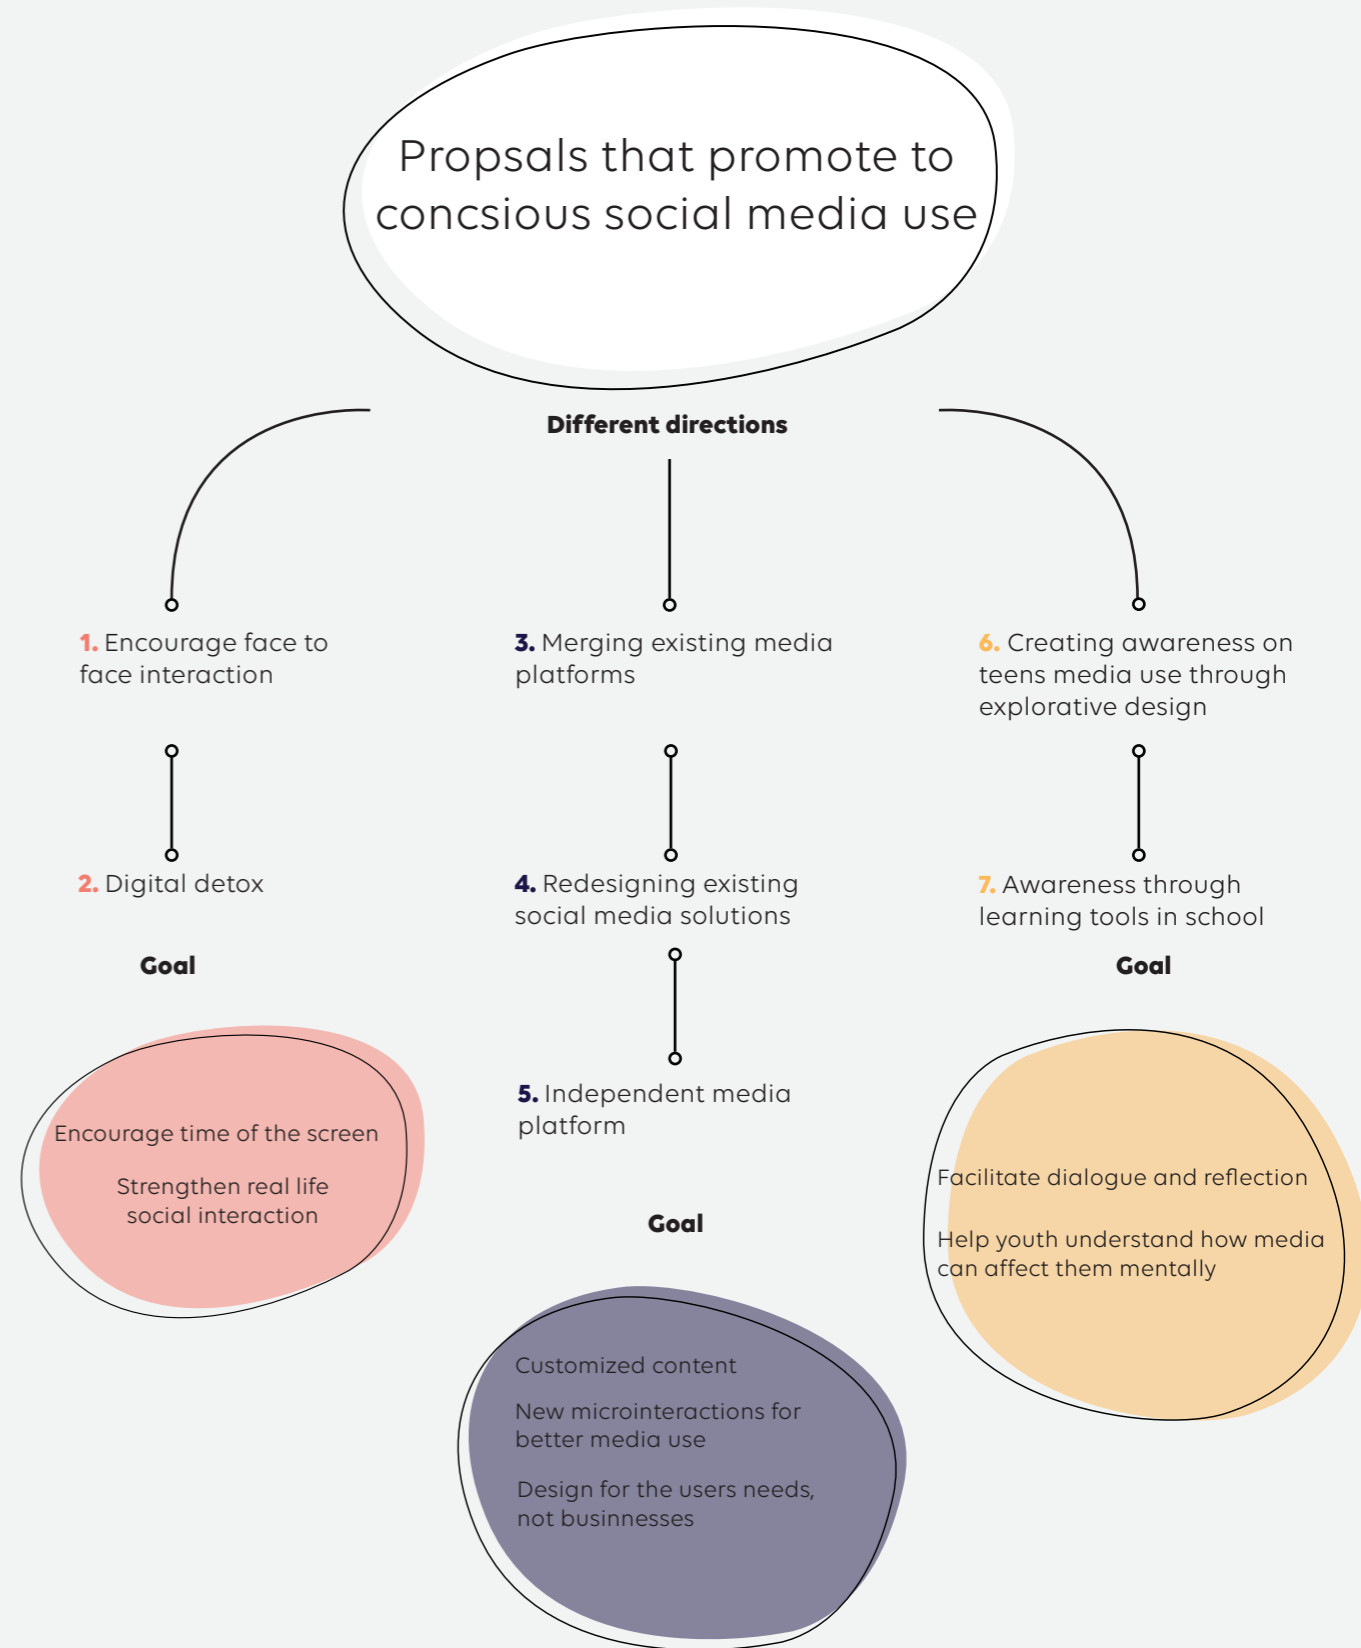 Propsals that promote to
concsious social media use
Different directions
1. Encourage face to
face interaction
2. Digital detox
Goal
Encourage time of the screen
Strengthen real life
social interaction
3. Merging existing media
platforms
4. Redesigning existing
social media solutions
5. Independent media
platform
Goal
Customized content
New microinteractions for
better media use
Design for the users needs,
not businnesses
6. Creating awareness on
teens media use through
explorative design
7. Awareness through
learning tools in school
Goal
Facilitate dialogue and reflection
Help youth understand how media
can affect them mentally